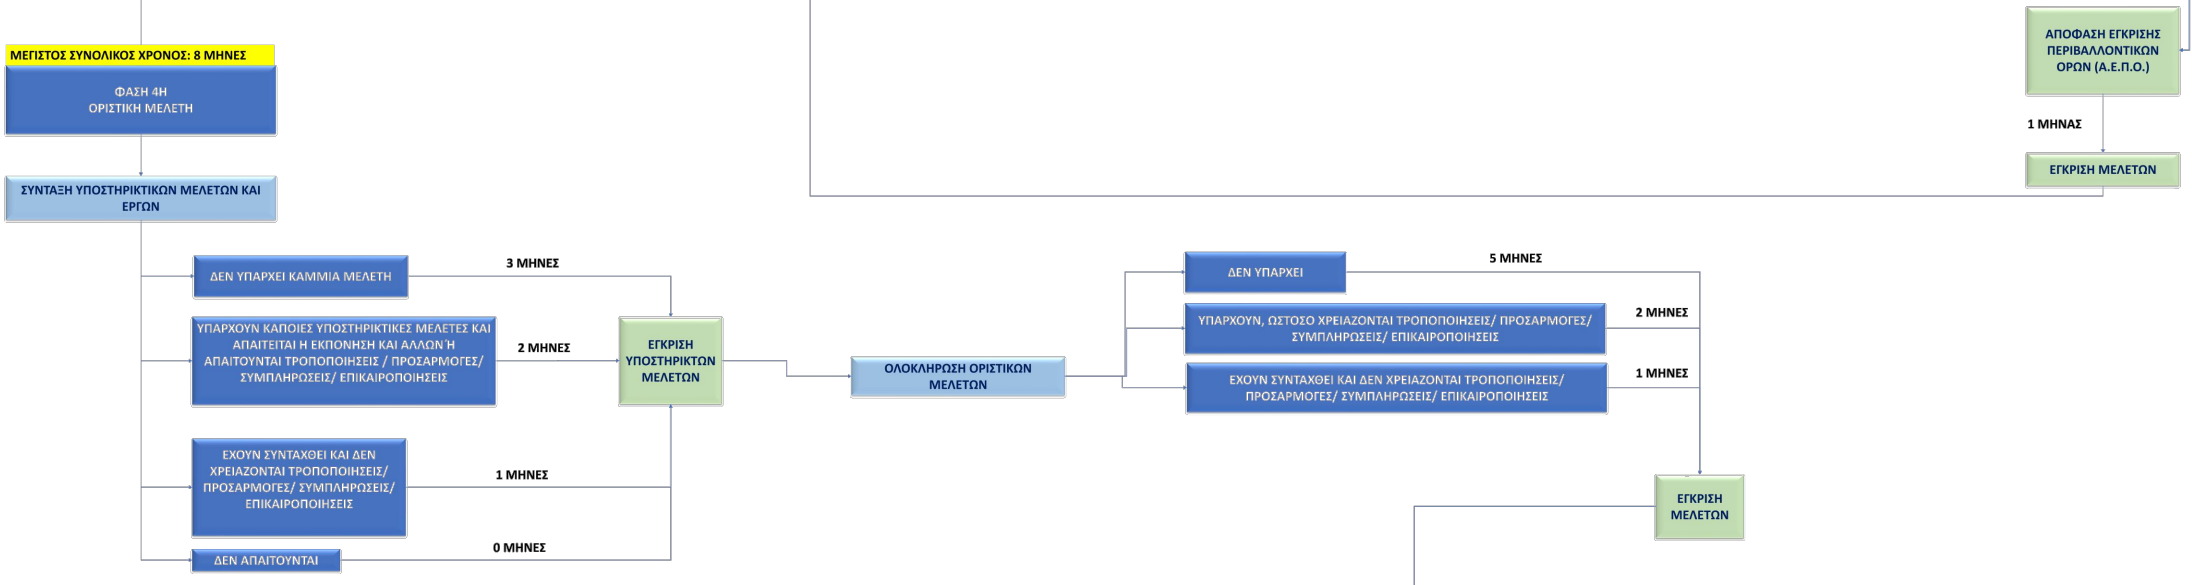 ΜΕΓΙΣΤΟΣ ΣΥΝΟΛΙΚΟΣ ΧΡΟΝΟΣ: 8 ΜΗΝΕΣ
ΦΑΣΗ 4Η
ΟΡΙΣΤΙΚΗ ΜΕΛΕΤΗ
ΣΥΝΤΑΞΗ ΥΠΟΣΤΗΡΙΚΤΙΚΩΝ ΜΕΛΕΤΩΝ ΚΑΙ
ΕΡΓΩΝ
ΔΕΝ ΥΠΑΡΧΕΙ ΚΑΜΜΙΑ ΜΕΛΕΤΗ
3 ΜΗΝΕΣ
ΥΠΑΡΧΟΥΝ ΚΑΠΟΙΕΣ ΥΠΟΣΤΗΡΙΚΤΙΚΕΣ ΜΕΛΕΤΕΣ ΚΑΙ
ΑΠΑΙΤΕΙΤΑΙ Η ΕΚΠΟΝΗΣΗ ΚΑΙ ΑΛΛΩΝ Ή
ΑΠΑΙΤΟΥΝΤΑΙ ΤΡΟΠΟΠΟΙΗΣΕΙΣ / ΠΡΟΣΑΡΜΟΓΕΣ/
ΣΥΜΠΛΗΡΩΣΕΙΣ/ ΕΠΙΚΑΙΡΟΠΟΙΗΣΕΙΣ
2 ΜΗΝΕΣ
ΕΧΟΥΝ ΣΥΝΤΑΧΘΕΙ ΚΑΙ ΔΕΝ
ΧΡΕΙΑΖΟΝΤΑΙ ΤΡΟΠΟΠΟΙΗΣΕΙΣ/
ΠΡΟΣΑΡΜΟΓΕΣ/ ΣΥΜΠΛΗΡΩΣΕΙΣ/
ΕΠΙΚΑΙΡΟΠΟΙΗΣΕΙΣ
1 ΜΗΝΕΣ
ΔΕΝ ΑΠΑΙΤΟΥΝΤΑΙ
0 ΜΗΝΕΣ
ΕΓΚΡΙΣΗ
ΥΠΟΣΤΗΡΙΚΤΩΝ
ΜΕΛΕΤΩΝ
ΟΛΟΚΛΗΡΩΣΗ ΟΡΙΣΤΙΚΩΝ
ΜΕΛΕΤΩΝ
ΔΕΝ ΥΠΑΡΧΕΙ
5 ΜΗΝΕΣ
ΥΠΑΡΧΟΥΝ, ΩΣΤΟΣΟ ΧΡΕΙΑΖΟΝΤΑΙ ΤΡΟΠΟΠΟΙΗΣΕΙΣ/ ΠΡΟΣΑΡΜΟΓΕΣ/
ΣΥΜΠΛΗΡΩΣΕΙΣ/ ΕΠΙΚΑΙΡΟΠΟΙΗΣΕΙΣ
2 ΜΗΝΕΣ
ΕΧΟΥΝ ΣΥΝΤΑΧΘΕΙ ΚΑΙ ΔΕΝ ΧΡΕΙΑΖΟΝΤΑΙ ΤΡΟΠΟΠΟΙΗΣΕΙΣ/
ΠΡΟΣΑΡΜΟΓΕΣ/ ΣΥΜΠΛΗΡΩΣΕΙΣ/ ΕΠΙΚΑΙΡΟΠΟΙΗΣΕΙΣ
1 ΜΗΝΕΣ
ΕΓΚΡΙΣΗ
ΜΕΛΕΤΩΝ
ΑΠΟΦΑΣΗ ΕΓΚΡΙΣΗΣ
ΠΕΡΙΒΑΛΛΟΝΤΙΚΩΝ
ΟΡΩΝ (Α.Ε.Π.Ο.)
1 ΜΗΝΑΣ
ΕΓΚΡΙΣΗ ΜΕΛΕΤΩΝ